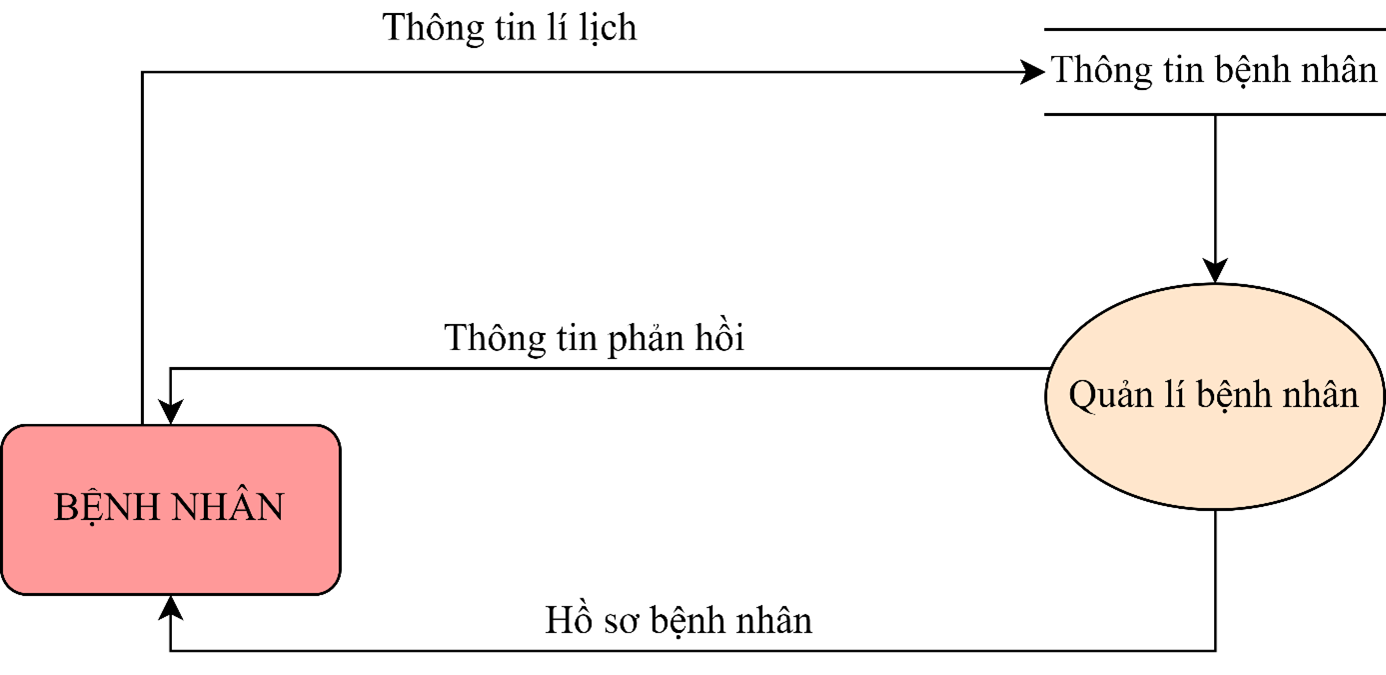 Thông tin lí lịch
Thông tin bệnh nhân
Thông tin phản hồi
Quản lí bệnh nhân
BỆNH NHÂN
Hồ sơ bệnh nhân